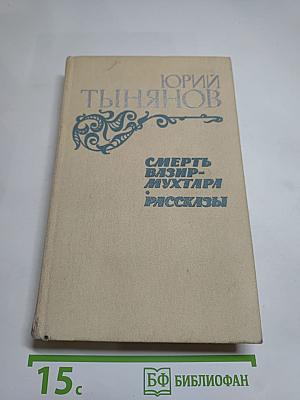 ЮРИЙ
ТЫНЯНОВ
СМЕРТЬ
ВАЗИР-
МУХТАРА
•
РАССКАЗЫ
15с
БФ БИБЛИОФАН